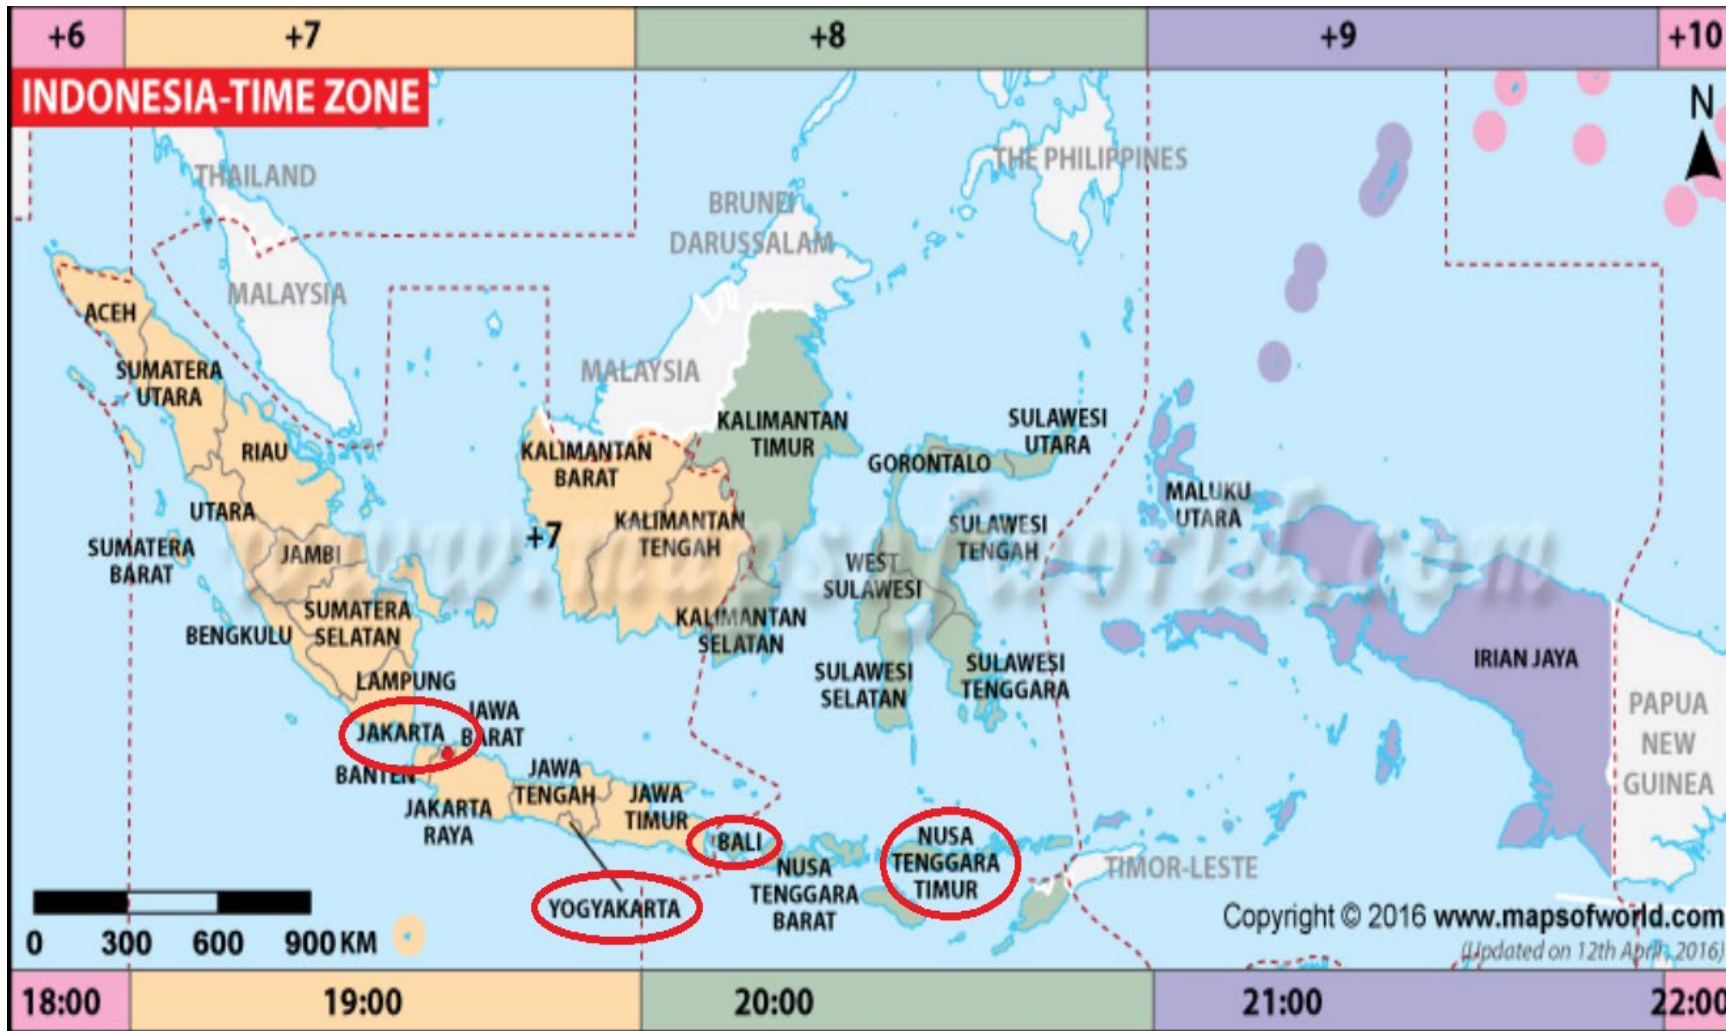 +6
+7
+8
+9
+10
INDONESIA-TIME ZONE
N
THAILAND
THE PHILIPPINES
BRUNEI
DARUSSALAM
MALAYSIA
ACEH
MALAYSIA
SUMATERA
UTARA
KALIMANTAN
TIMUR
SULAWESI
UTARA
RIAU
KALIMANTAN
BARAT
GORONTALO
UTARA
MALUKU
UTARA
+7
KALIMANTAN
TENGAH
SULAWESI
TENGAH
www.mapsofworld.com
SUMATERA
BARAT
JAMBI
WEST
SULAWESI
SUMATERA
SELATAN
BENGKULU
KALIMANTAN
SELATAN
IRIAN JAYA
LAMPUNG
SULAWESI
SELATAN
SULAWESI
TENGGARA
PAPUA
NEW
GUINEA
JAKARTA
JAWA
BARAT
BANTEN
JAWA
TENGAH
JAWA
TIMUR
JAKARTA
RAYA
BALI
NUSA
TENGGARA
TIMUR
NUSA
TENGGARA
BARAT
TIMOR-LESTE
YOGYAKARTA
0 300 600 900 KM
Copyright © 2016 www.mapsofworld.com
(Updated on 12th April, 2016)
18:00
19:00
20:00
21:00
22:00